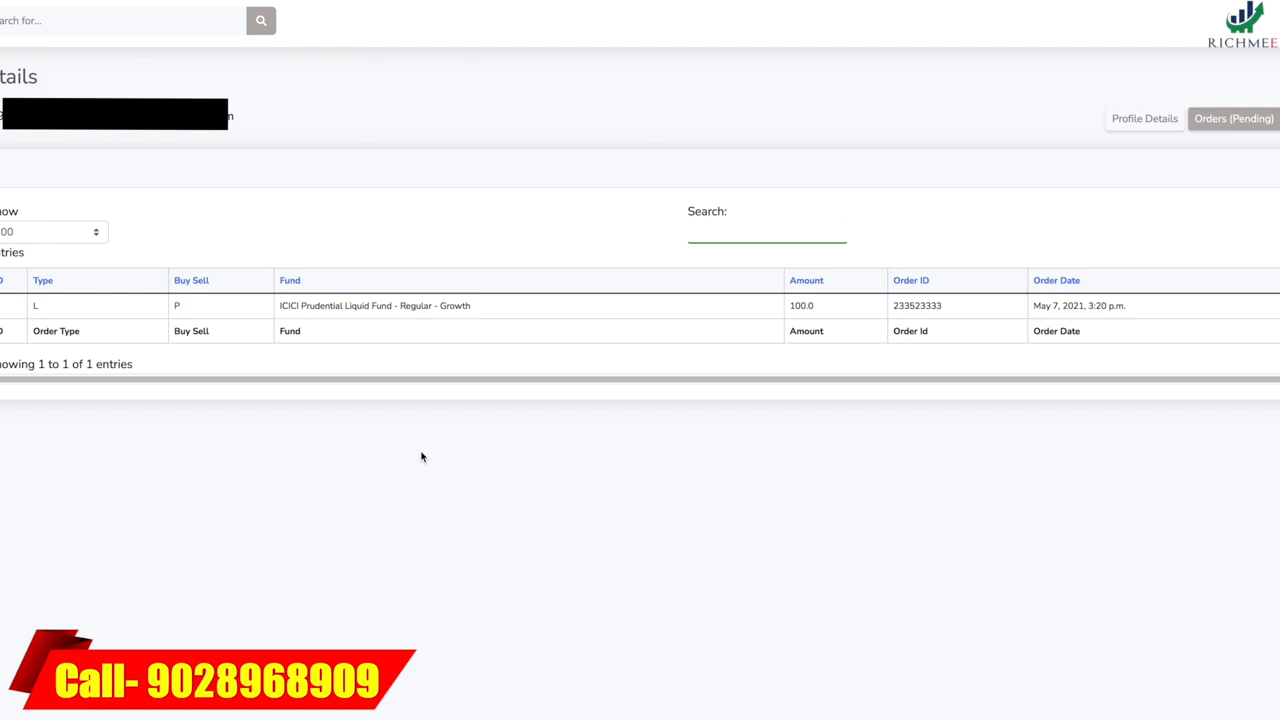 arch for...
RICHMEE
tails
n
Profile Details
Orders (Pending)
how
Search:
00
tries
D Type Buy Sell Fund Amount Order ID Order Date
L P ICICI Prudential Liquid Fund - Regular - Growth 100.0 233523333 May 7, 2021, 3:20 p.m.
D Order Type Buy Sell Fund Amount Order Id Order Date
howing 1 to 1 of 1 entries
Call- 9028968909